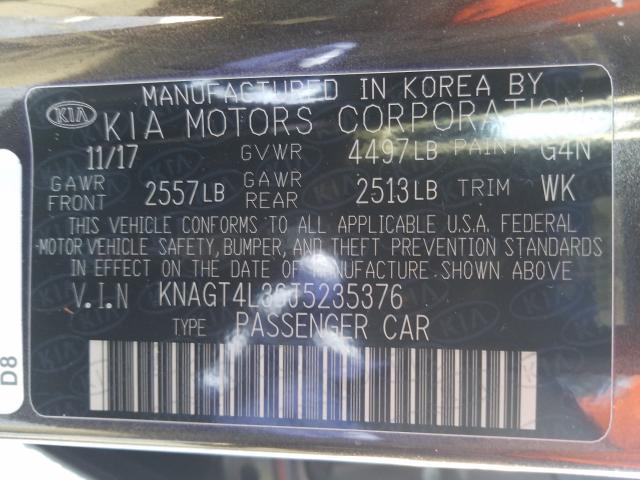 MANUFACTURED IN KOREA BY
KIA KIA MOTORS CORPORATION
11/17 GVWR 4497LB PAINT G4N
GAWR FRONT 2557LB GAWR REAR 2513LB TRIM WK
THIS VEHICLE CONFORMS TO ALL APPLICABLE U.S.A. FEDERAL
MOTOR VEHICLE SAFETY, BUMPER, AND THEFT PREVENTION STANDARDS
IN EFFECT ON THE DATE OF MANUFACTURE SHOWN ABOVE
V.I.N
TYPE PASSENGER CAR
D8